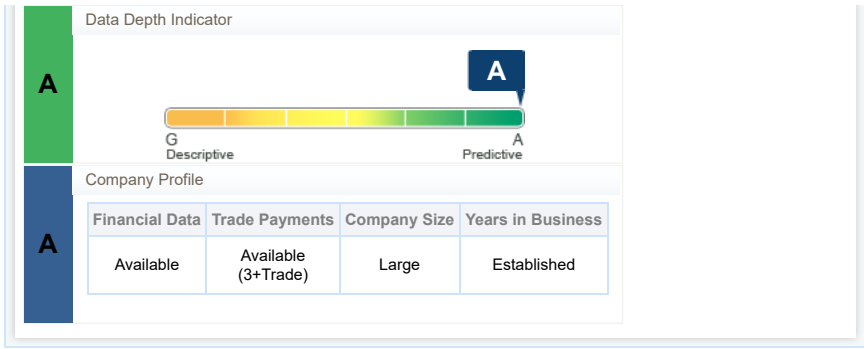 Data Depth Indicator
A
A
G A
Descriptive Predictive
Company Profile
A
Financial Data Trade Payments Company Size Years in Business
Available Available (3+Trade) Large Established